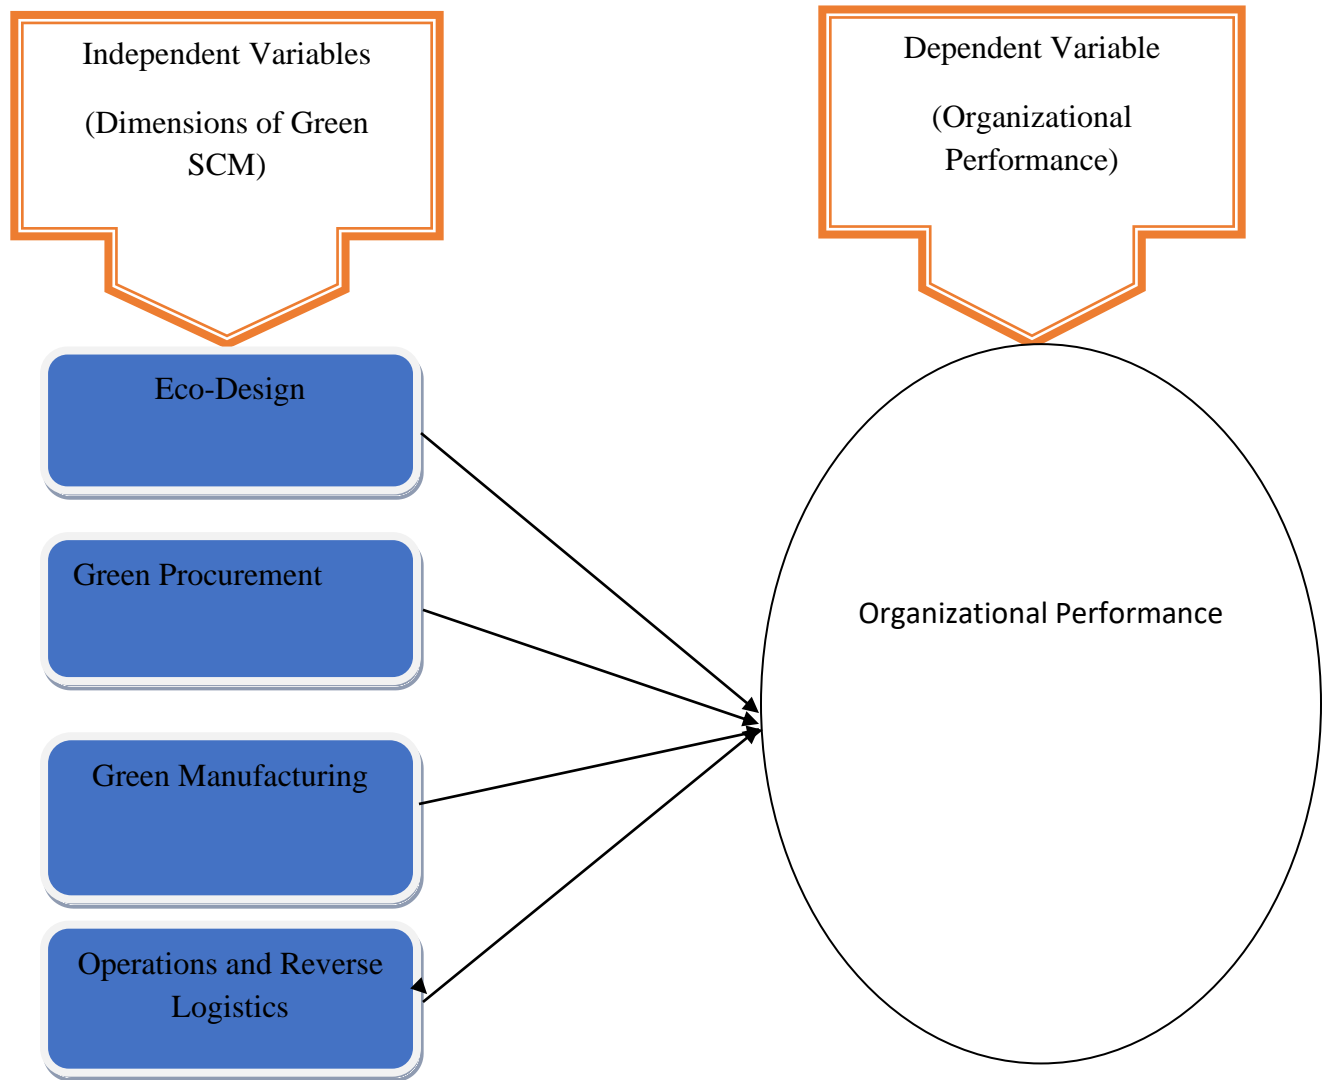 Independent Variables
(Dimensions of Green
SCM)
Dependent Variable
(Organizational
Performance)
Eco-Design
Green Procurement
Green Manufacturing
Operations and Reverse
Logistics
Organizational Performance